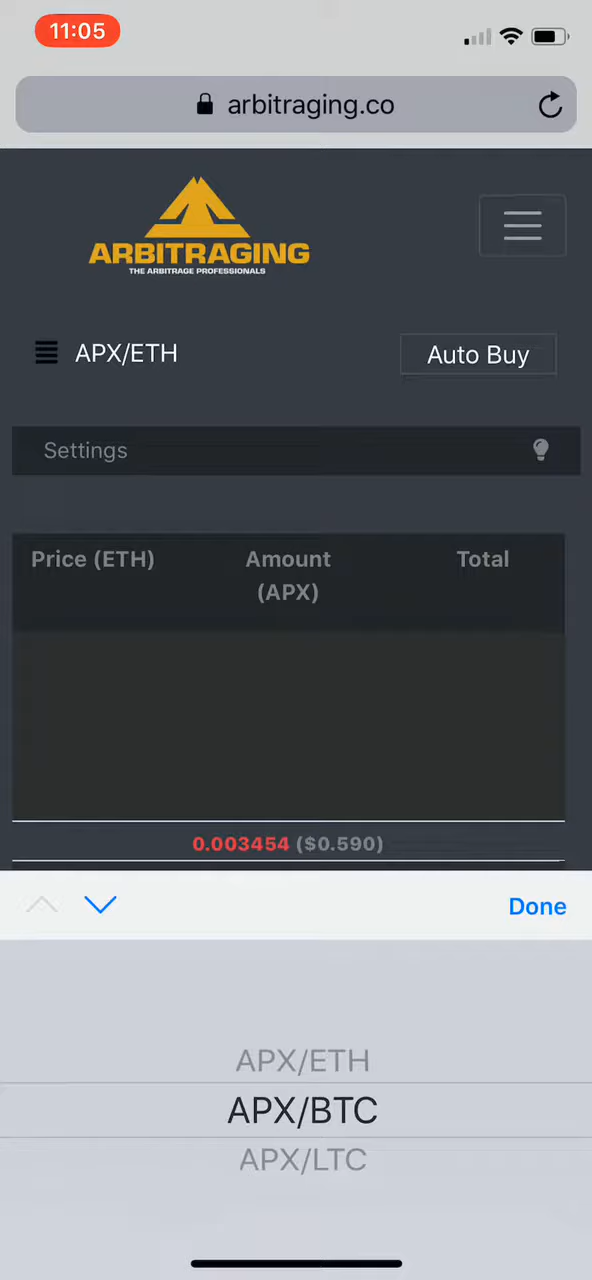 11:05
arbitraging.co
ARBITRAGING
THE ARBITRAGE PROFESSIONALS
APX/ETH
Auto Buy
Settings
Price (ETH) Amount Total
(APX)
0.003454 ($0.590)
Done
APX/ETH
APX/BTC
APX/LTC